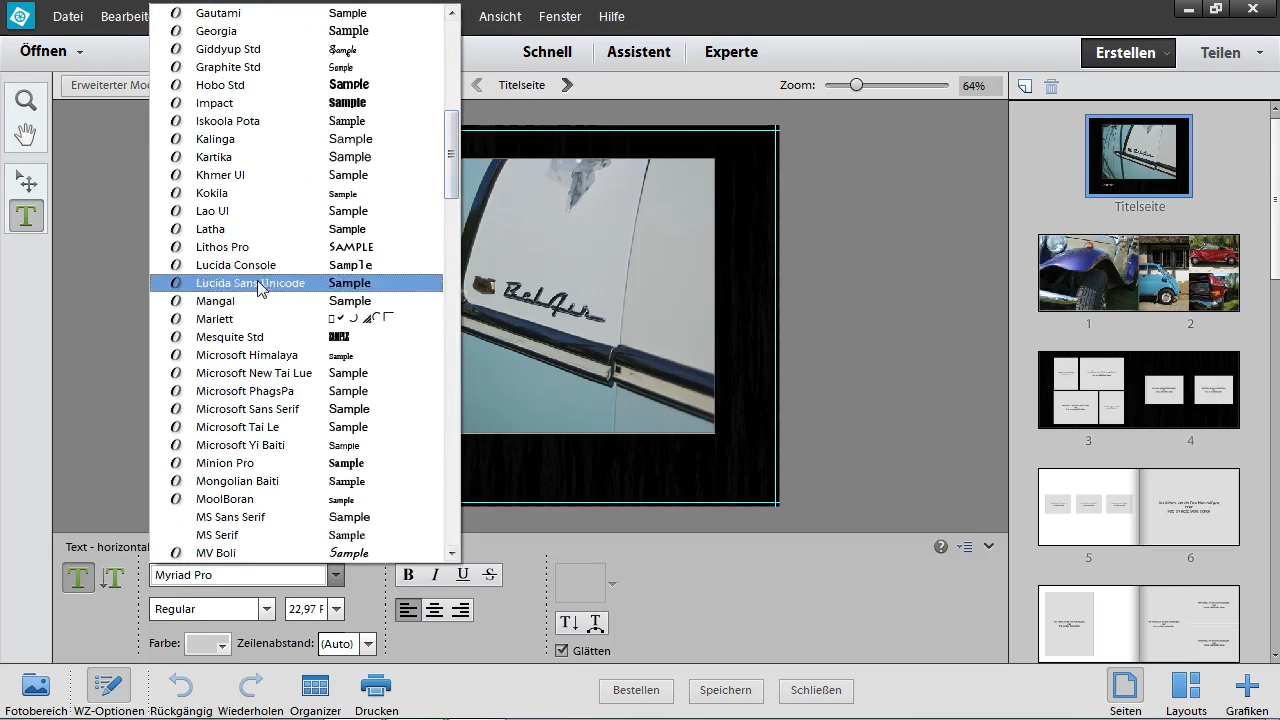 Datei Bearbeit Ansicht Fenster Hilfe
Öffnen Schnell Assistent Experte Erstellen Teilen
Erweiterter Mod Titelseite Zoom: 64%
Gautami Sample
Georgia Sample
Giddyup Std Sample
Graphite Std Sample
Hobo Std Sample
Impact Sample
Iskoola Pota Sample
Kalinga Sample
Kartika Sample
Khmer UI Sample
Kokila Sample
Lao UI Sample
Latha Sample
Lithos Pro SAMPLE
Lucida Console Sample
Lucida Sans Unicode Sample
Mangal Sample
Marlett
Mesquite Std SAMPLE
Microsoft Himalaya Sample
Microsoft New Tai Lue Sample
Microsoft PhagsPa Sample
Microsoft Sans Serif Sample
Microsoft Tai Le Sample
Microsoft Yi Baiti Sample
Minion Pro Sample
Mongolian Baiti Sample
MoolBoran Sample
MS Sans Serif Sample
MS Serif Sample
MV Boli Sample
BelAir
Titelseite
1 2
3 4
5 6
Text - horizontal
Myriad Pro B I U S
Regular 22,97 F
Farbe: Zeilenabstand: (Auto)
Glätten
Fotobereich WZ-Optionen Rückgängig Wiederholen Organizer Drucken
Bestellen Speichern Schließen
Seiten Layouts Grafiken